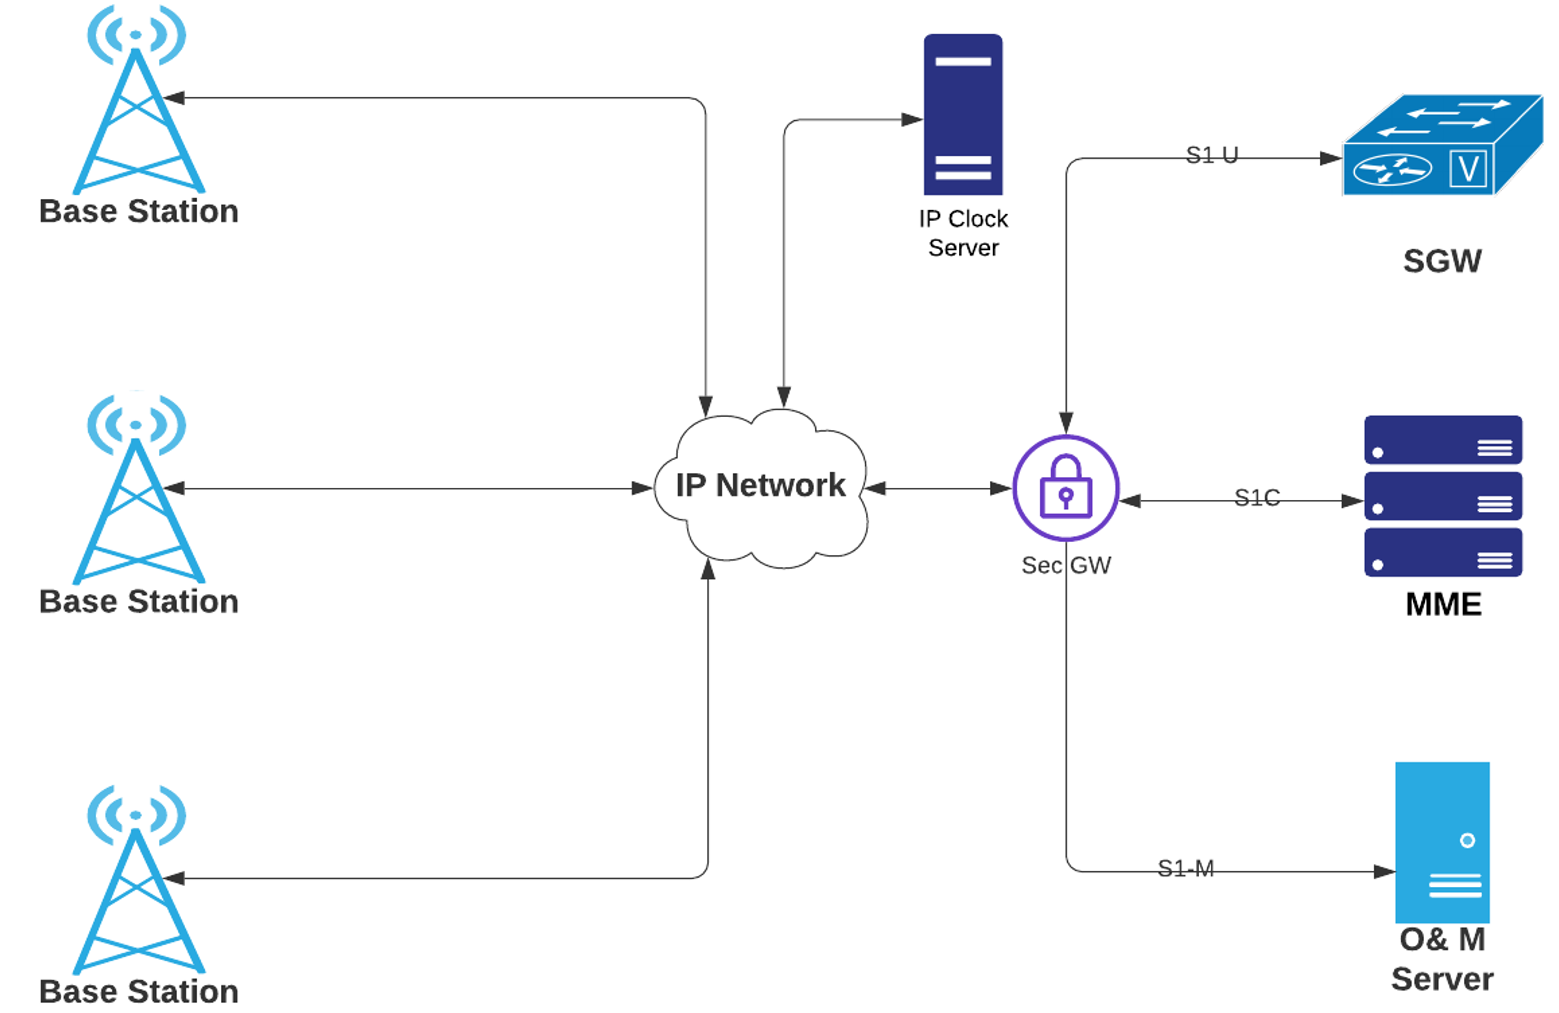 Base Station
IP Clock
Server
S1 U
V
SGW
Base Station
IP Network
Sec GW
S1C
MME
Base Station
S1-M
O& M
Server